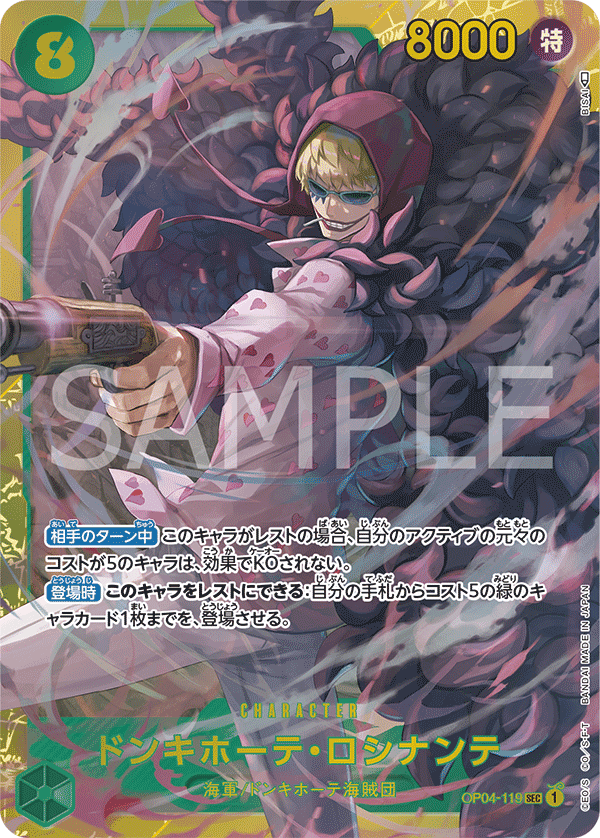 8
8000 特
BISAI
SAMPLE
相手のターン中 このキャラがレストの場合、自分のアクティブの元々の
コストが5のキャラは、効果でKOされない。
登場時 このキャラをレストにできる:自分の手札からコスト5の緑のキ
ャラカード1枚までを、登場させる。
CHARACTER
ドンキホーテ・ロシナンテ
海軍/ドンキホーテ海賊団
OP04-119 SEC 1
CEO/S CO/S・F・T BANDAI MADE IN JAPAN